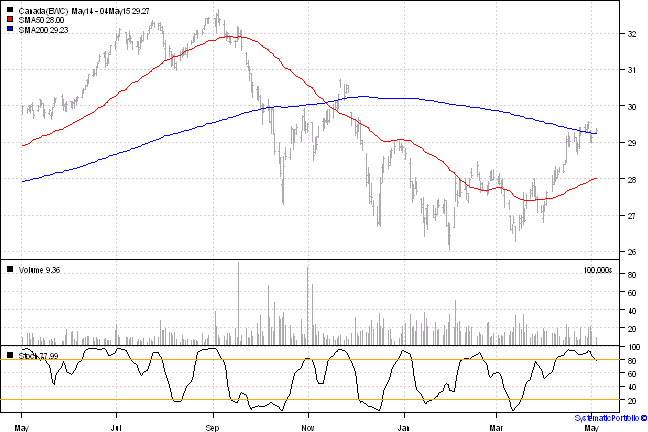 Canada(EWC) May14 - 04May15 29.27
SMA50 28.00
SMA200 29.23
32
31
30
29
28
27
26
Volume 9.36
100,000s
80
60
40
20
Stoch 77.99
100
80
60
40
20
May Jul Sep Nov Jan Mar May
SystematicPortfolio ©